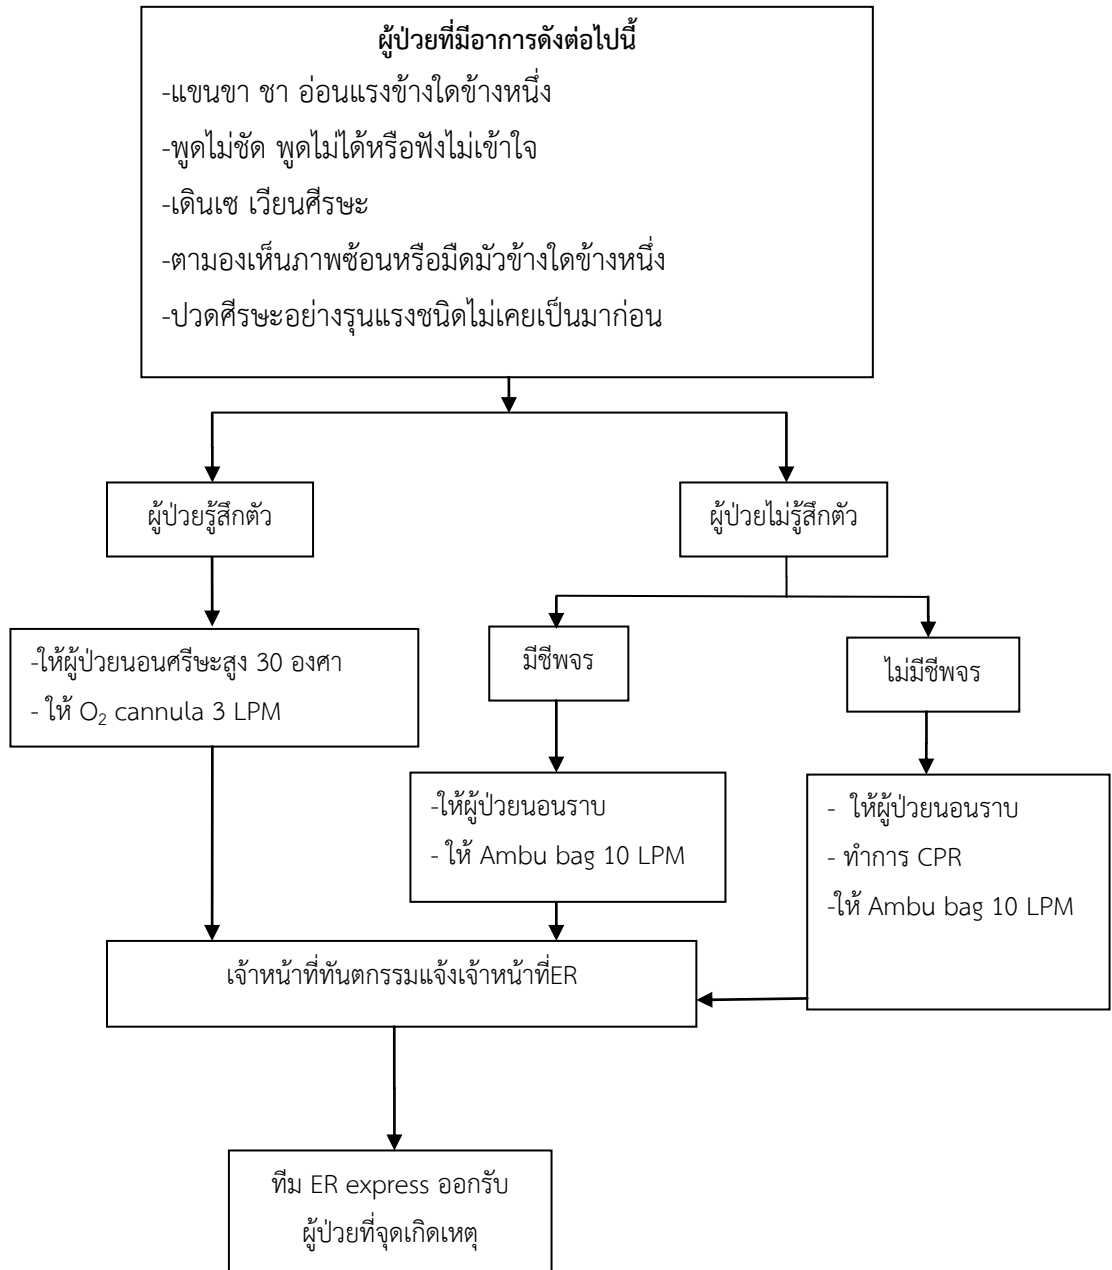 ผู้ป่วยที่มีอาการดังต่อไปนี้
-แขนขา ชา อ่อนแรงข้างใดข้างหนึ่ง
-พูดไม่ชัด พูดไม่ได้หรือฟังไม่เข้าใจ
-เดินเซ เวียนศีรษะ
-ตามองเห็นภาพซ้อนหรือมืดมัวข้างใดข้างหนึ่ง
-ปวดศีรษะอย่างรุนแรงชนิดไม่เคยเป็นมาก่อน
ผู้ป่วยรู้สึกตัว
ผู้ป่วยไม่รู้สึกตัว
-ให้ผู้ป่วยนอนศรีษะสูง 30 องศา
- ให้ O₂ cannula 3 LPM
มีชีพจร
ไม่มีชีพจร
-ให้ผู้ป่วยนอนราบ
- ให้ Ambu bag 10 LPM
- ให้ผู้ป่วยนอนราบ
- ทำการ CPR
-ให้ Ambu bag 10 LPM
เจ้าหน้าที่ทันตกรรมแจ้งเจ้าหน้าที่ER
ทีม ER express ออกรับ
ผู้ป่วยที่จุดเกิดเหตุ